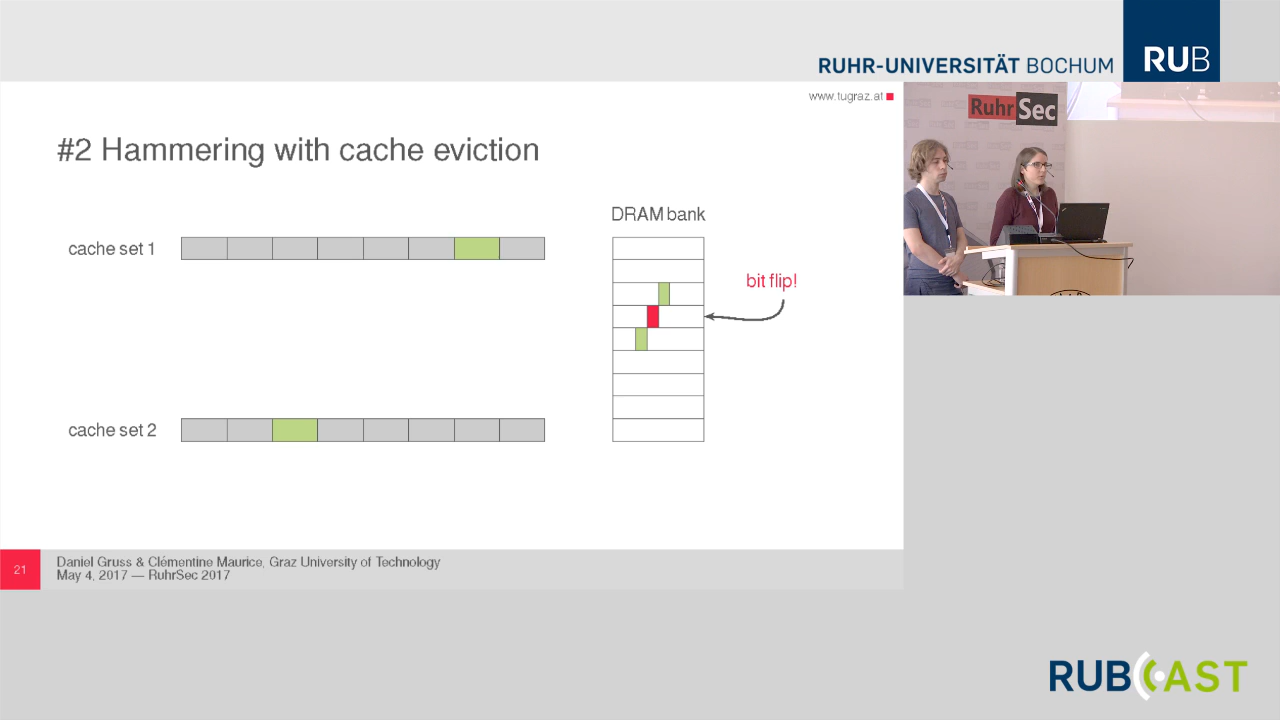 RUHR-UNIVERSITÄT BOCHUM
RUB
www.tugraz.at
RuhrSec
#2 Hammering with cache eviction
DRAM bank
cache set 1
bit flip!
cache set 2
21
Daniel Gruss & Clémentine Maurice, Graz University of Technology
May 4, 2017 — RuhrSec 2017
RUBCAST